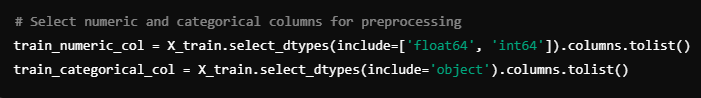 # Select numeric and categorical columns for preprocessing
train_numeric_col = X_train.select_dtypes(include=['float64', 'int64']).columns.tolist()
train_categorical_col = X_train.select_dtypes(include='object').columns.tolist()